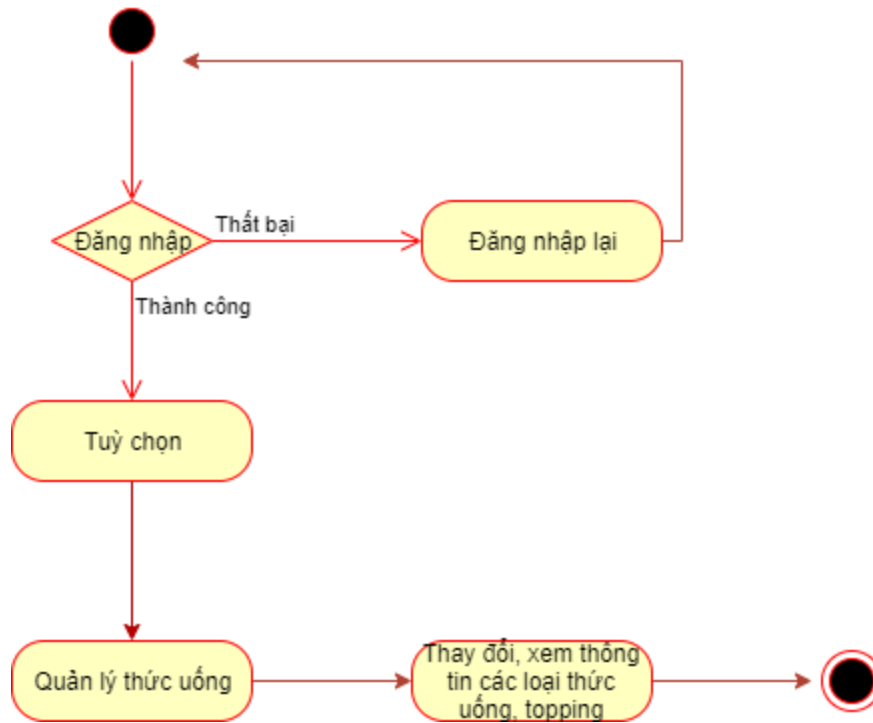 Đăng nhập
Thất bại
Đăng nhập lại
Thành công
Tuỳ chọn
Quản lý thức uống
Thay đổi, xem thông
tin các loại thức
uống, topping